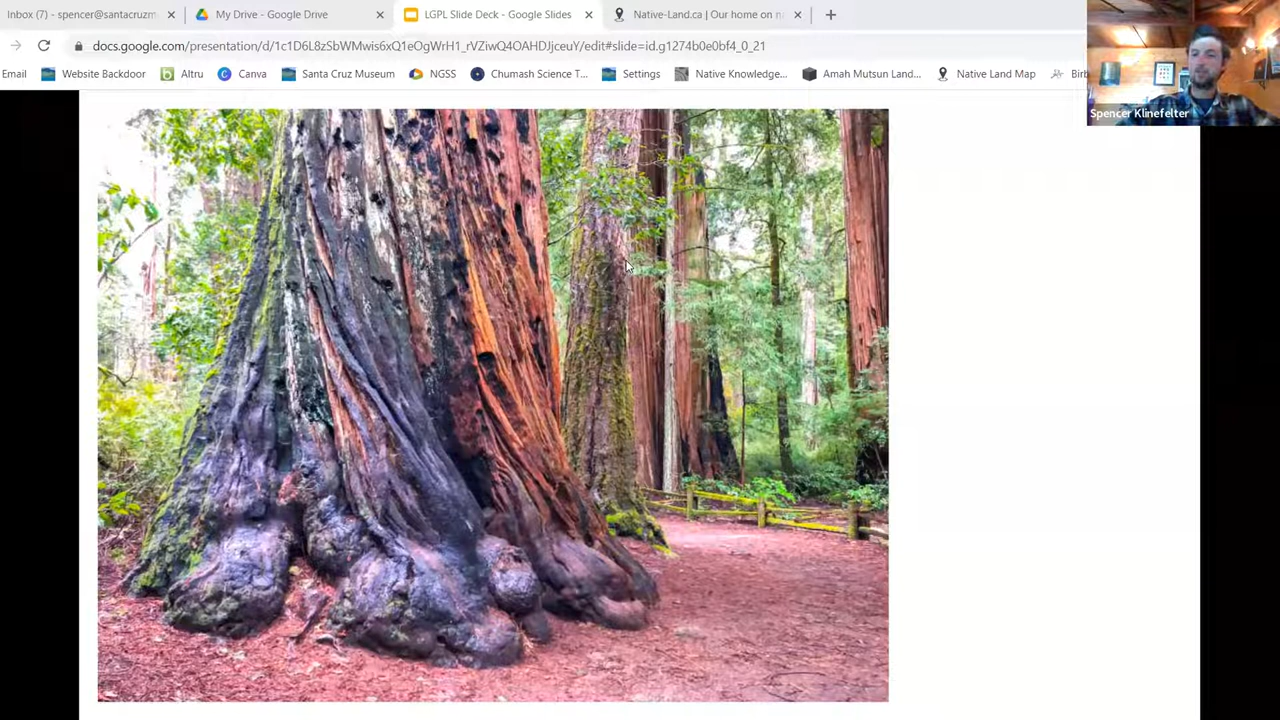 Inbox (7) - spencer@santacruzm
My Drive - Google Drive
LGPL Slide Deck - Google Slides
Native-Land.ca | Our home on n
docs.google.com/presentation/d/1c1D6L8zSbWMwis6xQ1eOgWrH1_rVZiwQ4OAHDJjceuY/edit#slide=id.g1274b0e0bf4_0_21
Email
Website Backdoor
Altru
Canva
Santa Cruz Museum
NGSS
Chumash Science T...
Settings
Native Knowledge...
Amah Mutsun Land...
Native Land Map
Birb
Spencer Klinefelter